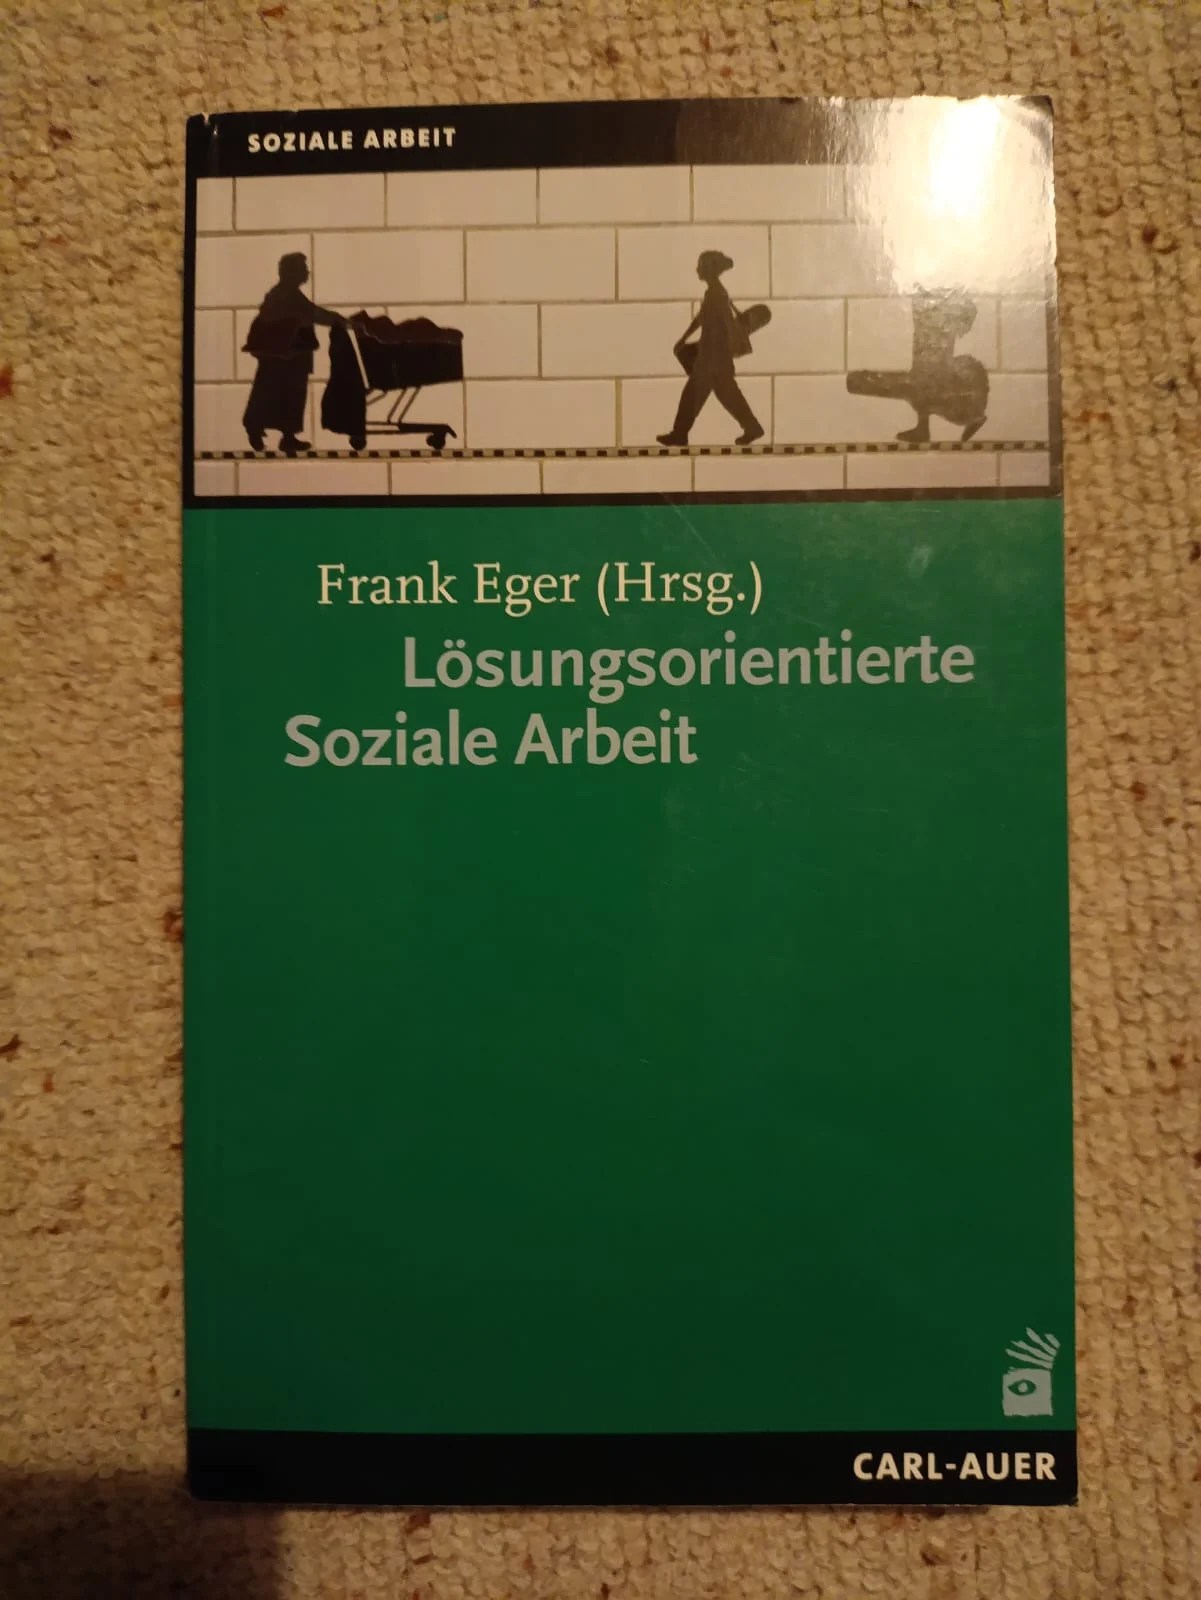 SOZIALE ARBEIT
Frank Eger (Hrsg.)
Lösungsorientierte
Soziale Arbeit
CARL-AUER